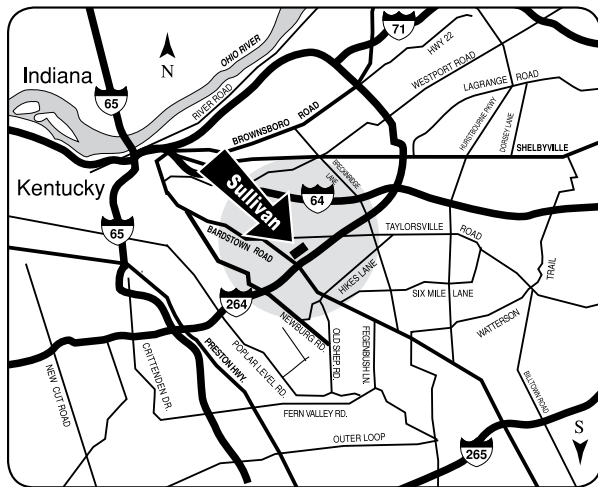 71
HWY 22
OHIO RIVER
N
Indiana
WESTPORT ROAD
LAGRANGE ROAD
65
RIVER ROAD
HURSTBOURNE PKWY
DORSEY LANE
BROWNSBORO ROAD
SHELBYVILLE
BRECKINRIDGE
LANE
Kentucky
Sullivan
64
65
BARDSTOWN ROAD
TAYLORSVILLE ROAD
HIKES LANE
TRAIL
SIX MILE LANE
264
WATTERSON
NEWBURG RD.
OLD SHEP. RD.
FEGENBUSH LN.
PRESTON HWY.
POPLAR LEVEL RD.
CRITTENDEN DR.
NEW CUT ROAD
BILLTOWN ROAD
FERN VALLEY RD.
OUTER LOOP
265
S